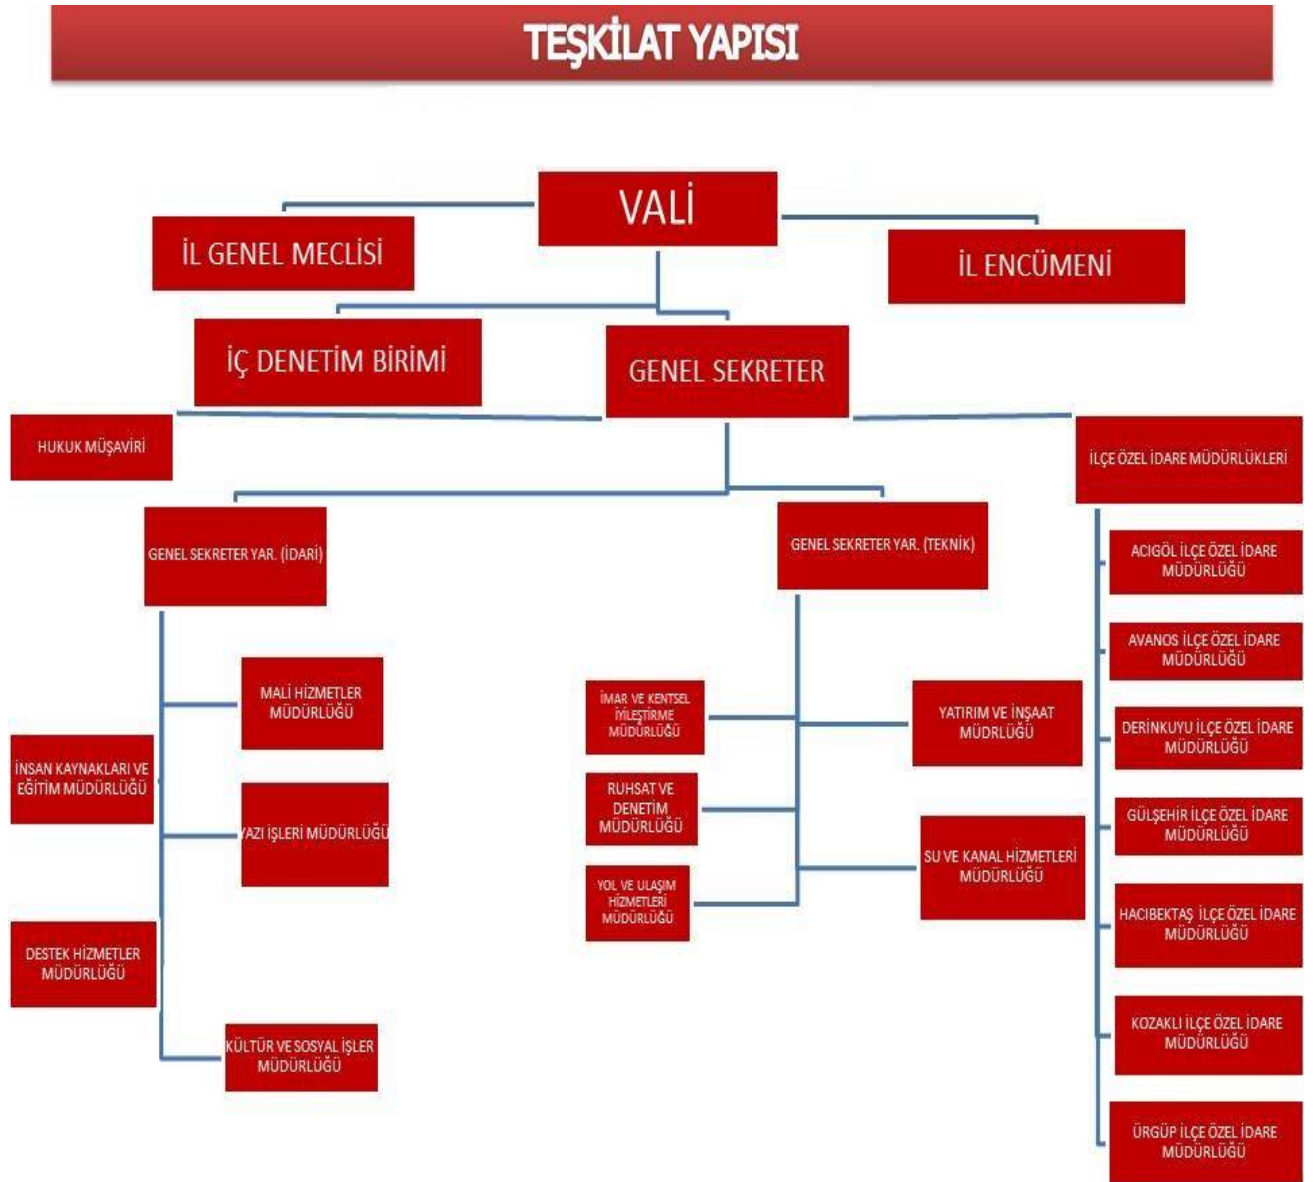 TEŞKİLAT YAPISI
VALİ
İL GENEL MECLİSİ
İL ENCÜMENİ
İÇ DENETİM BİRİMİ
GENEL SEKRETER
HUKUK MÜŞAVİRİ
İLÇE ÖZEL İDARE MÜDÜRLÜKLERİ
GENEL SEKRETER YAR. (İDARİ)
GENEL SEKRETER YAR. (TEKNİK)
MALİ HİZMETLER
MÜDÜRLÜĞÜ
İNSAN KAYNAKLARI VE
EĞİTİM MÜDÜRLÜĞÜ
YAZI İŞLERİ MÜDÜRLÜĞÜ
DESTEK HİZMETLER
MÜDÜRLÜĞÜ
KÜLTÜR VE SOSYAL İŞLER
MÜDÜRLÜĞÜ
İMAR VE KENTSEL
İYİLEŞTİRME
MÜDÜRLÜĞÜ
RUHSAT VE
DENETİM
MÜDÜRLÜĞÜ
YOL VE ULAŞIM
HİZMETLERİ
MÜDÜRLÜĞÜ
YATIRIM VE İNŞAAT
MÜDRLÜĞÜ
SU VE KANAL HİZMETLERİ
MÜDÜRLÜĞÜ
ACIGÖL İLÇE ÖZEL İDARE
MÜDÜRLÜĞÜ
AVANOS İLÇE ÖZEL İDARE
MÜDÜRLÜĞÜ
DERİNKUYU İLÇE ÖZEL İDARE
MÜDÜRLÜĞÜ
GÜLŞEHİR İLÇE ÖZEL İDARE
MÜDÜRLÜĞÜ
HACIBEKTAŞ İLÇE ÖZEL İDARE
MÜDÜRLÜĞÜ
KOZAKLI İLÇE ÖZEL İDARE
MÜDÜRLÜĞÜ
ÜRGÜP İLÇE ÖZEL İDARE
MÜDÜRLÜĞÜ